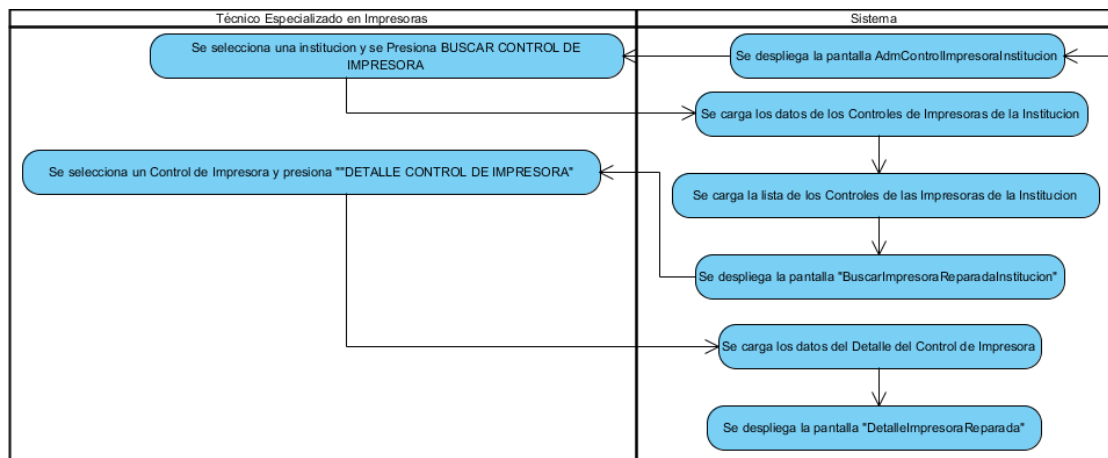 Técnico Especializado en Impresoras
Sistema
Se selecciona una institucion y se Presiona BUSCAR CONTROL DE
IMPRESORA
Se despliega la pantalla AdmControlImpresoraInstitucion
Se carga los datos de los Controles de Impresoras de la Institucion
Se selecciona un Control de Impresora y presiona ""DETALLE CONTROL DE IMPRESORA"
Se carga la lista de los Controles de las Impresoras de la Institucion
Se despliega la pantalla "BuscarImpresoraReparadaInstitucion"
Se carga los datos del Detalle del Control de Impresora
Se despliega la pantalla "DetalleImpresoraReparada"